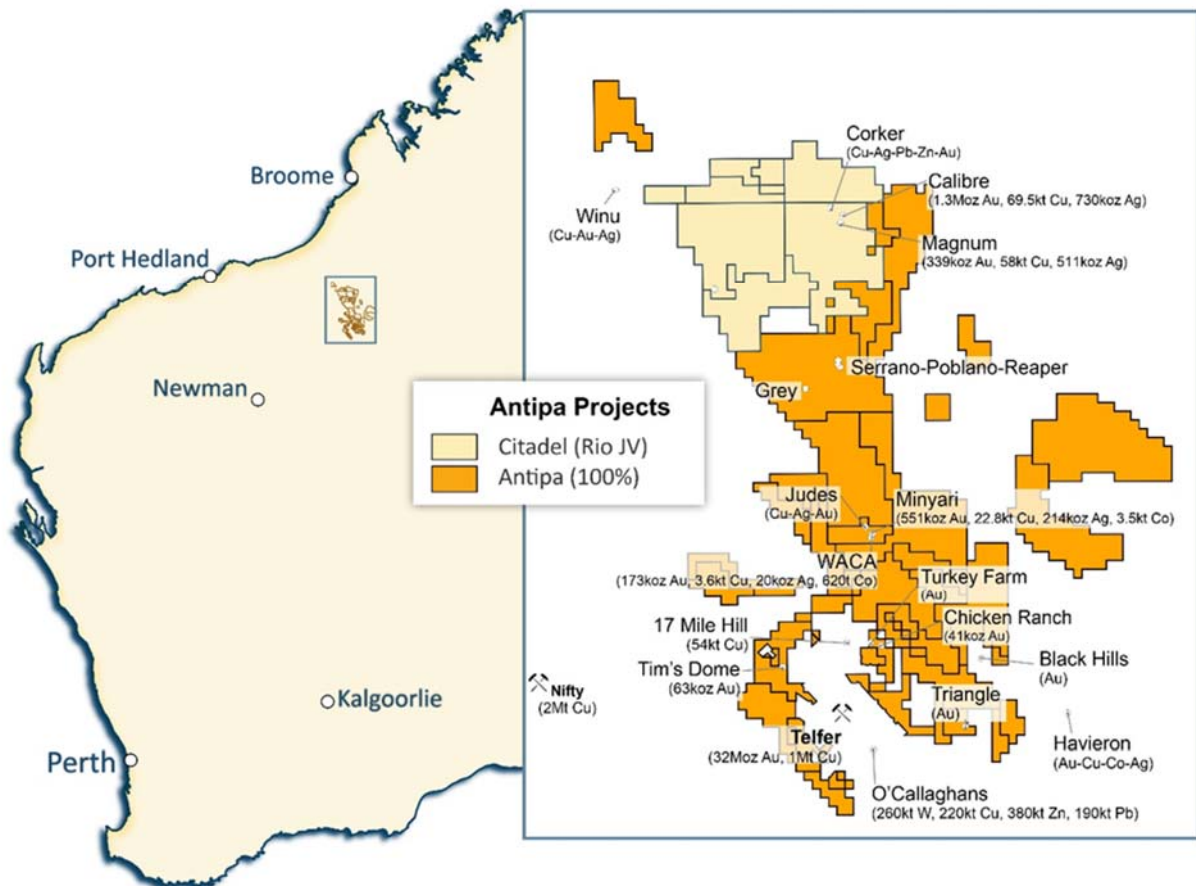 Broome
Port Hedland
Newman
Kalgoorlie
Perth
Antipa Projects
Citadel (Rio JV)
Antipa (100%)
Corker
(Cu-Ag-Pb-Zn-Au)
Calibre
(1.3Moz Au, 69.5kt Cu, 730koz Ag)
Winu
(Cu-Au-Ag)
Magnum
(339koz Au, 58kt Cu, 511koz Ag)
Serrano-Poblano-Reaper
Grey
Judes
(Cu-Ag-Au)
Minyari
(551koz Au, 22.8kt Cu, 214koz Ag, 3.5kt Co)
WACA
(173koz Au, 3.6kt Cu, 20koz Ag, 620t Co)
Turkey Farm
(Au)
17 Mile Hill
(54kt Cu)
Chicken Ranch
(41koz Au)
Tim's Dome
(63koz Au)
Black Hills
(Au)
Nifty
(2Mt Cu)
Triangle
(Au)
Telfer
(32Moz Au, 1Mt Cu)
Havieron
(Au-Cu-Co-Ag)
O'Callaghans
(260kt W, 220kt Cu, 380kt Zn, 190kt Pb)